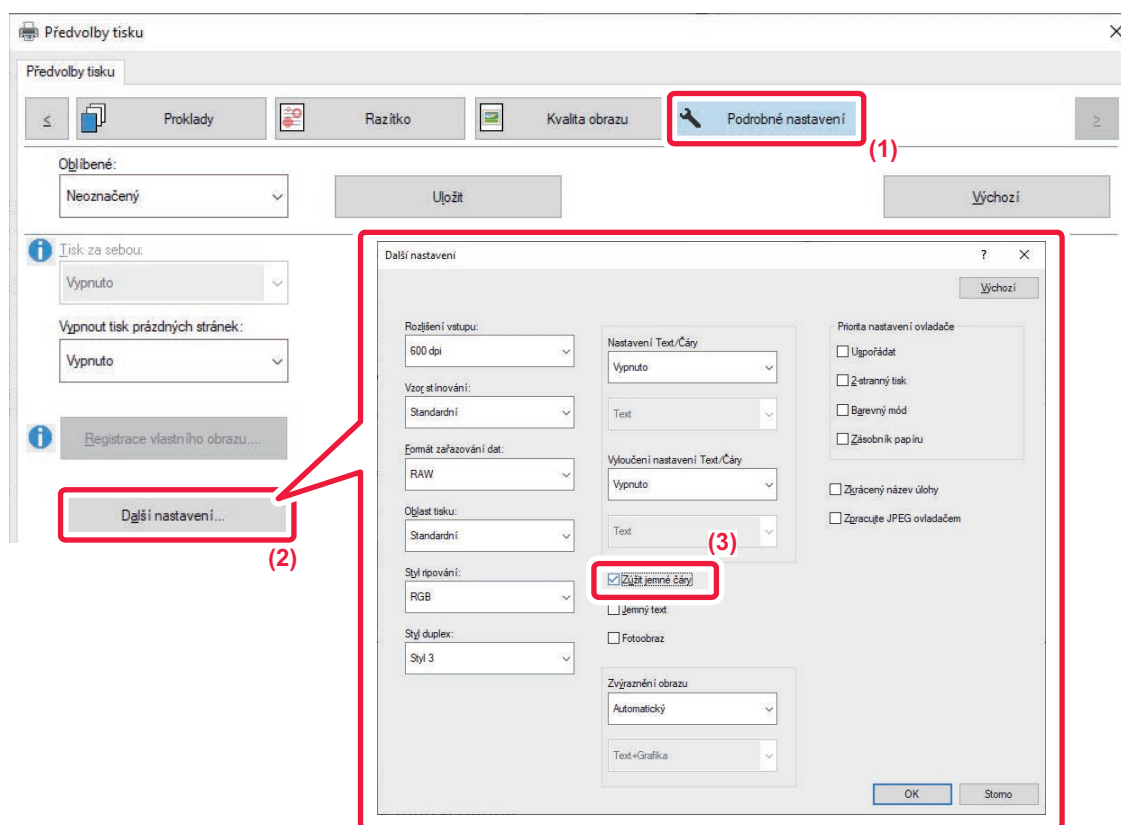 Předvolby tisku
Předvolby tisku
<
Proklady
Razítko
Kvalita obrazu
Podrobné nastavení
>
(1)
Oblíbené:
Neoznačený
Uložit
Výchozí
Tisk za sebou:
Vypnuto
Vypnout tisk prázdných stránek:
Vypnuto
Registrace vlastního obrazu....
Další nastavení...
(2)
Další nastavení
?
Výchozí
Rozlišení vstupu:
600 dpi
Vzor stínování:
Standardní
Formát zařazování dat:
RAW
Oblast tisku:
Standardní
Styl ripování:
RGB
Styl duplex:
Styl 3
Nastavení Text/Čáry
Vypnuto
Text
Vyloučení nastavení Text/Čáry
Vypnuto
Text
(3)
Zúžit jemné čáry
Jemný text
Fotoobraz
Zvýraznění obrazu
Automatický
Text+Grafika
Priorita nastavení ovladače
Uspořádat
2-stranný tisk
Barevný mód
Zásobník papíru
Zkrácený název úlohy
Zpracujte JPEG ovladačem
OK
Storno